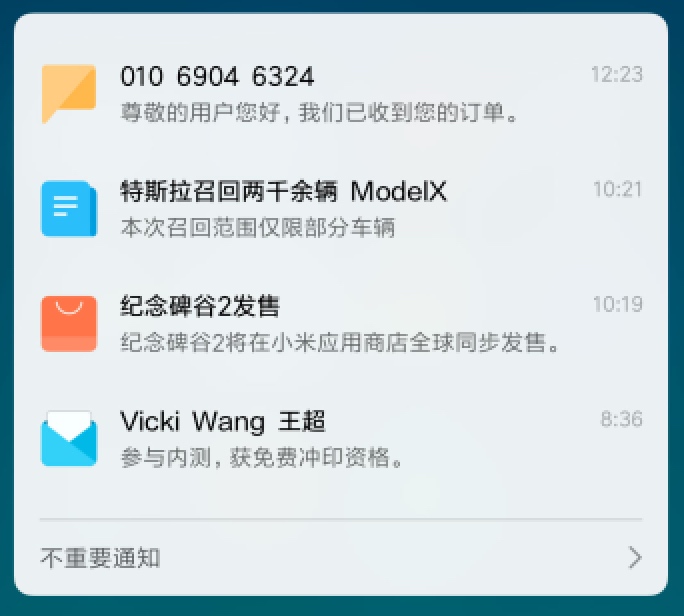 010 6904 6324
12:23
尊敬的用户您好，我们已收到您的订单。
特斯拉召回两千余辆 ModelX
10:21
本次召回范围仅限部分车辆
纪念碑谷2发售
10:19
纪念碑谷2将在小米应用商店全球同步发售。
Vicki Wang 王超
8:36
参与内测，获免费冲印资格。
不重要通知